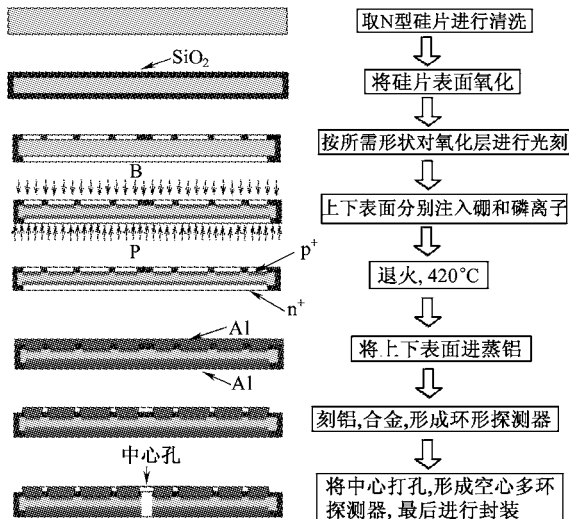 取N型硅片进行清洗
SiO₂
将硅片表面氧化
按所需形状对氧化层进行光刻
B
上下表面分别注入硼和磷离子
P
p⁺
退火, 420°C
n⁺
Al
将上下表面进蒸铝
Al
刻铝,合金,形成环形探测器
中心孔
将中心打孔,形成空心多环
探测器, 最后进行封装